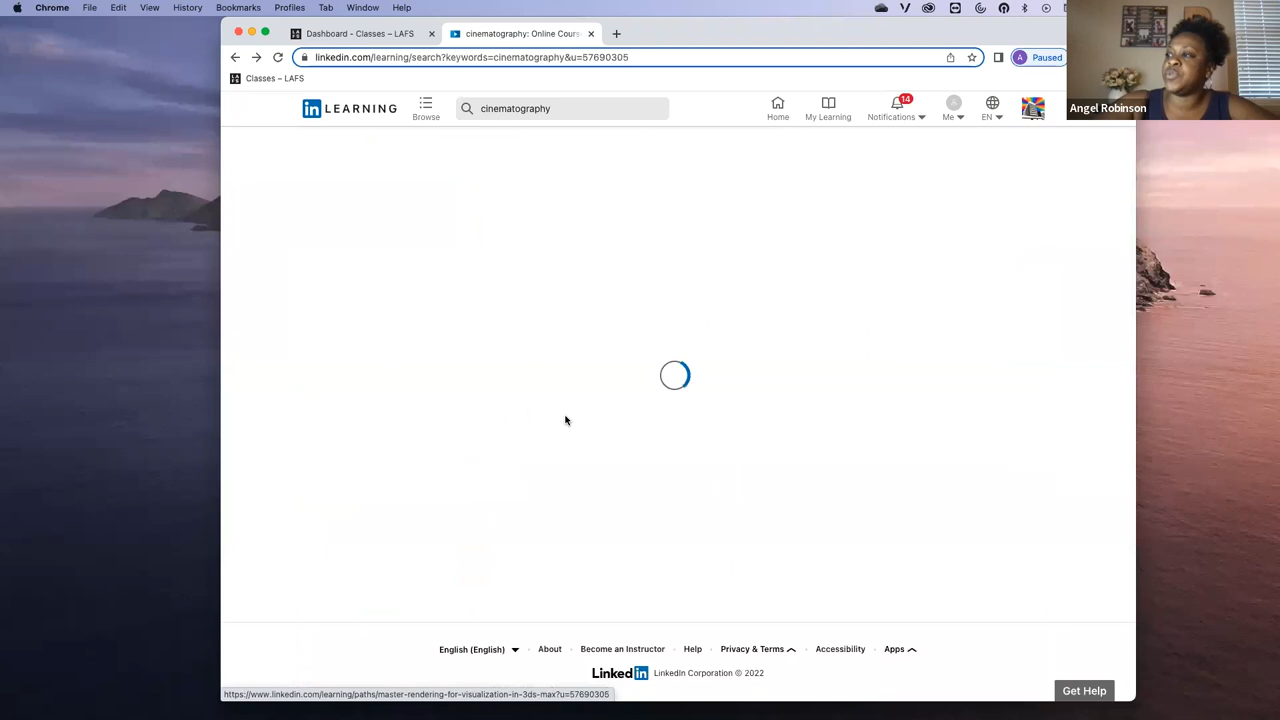 Chrome File Edit View History Bookmarks Profiles Tab Window Help
Dashboard - Classes – LAFS
cinematography: Online Cours
linkedin.com/learning/search?keywords=cinematography&u=57690305
A Paused
Classes – LAFS
in LEARNING
Browse
cinematography
Home
My Learning
14
Notifications
A
Me
EN
Angel Robinson
English (English) About Become an Instructor Help Privacy & Terms Accessibility Apps
Linked in LinkedIn Corporation © 2022
https://www.linkedin.com/learning/paths/master-rendering-for-visualization-in-3ds-max?u=57690305
Get Help